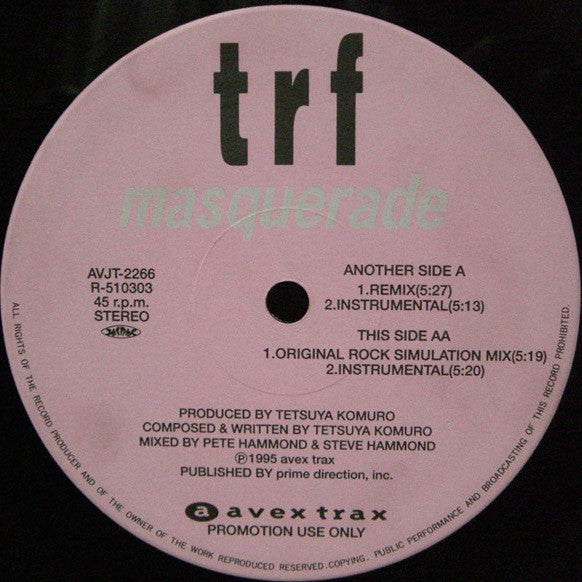 trf
masquerade
AVJT-2266
R-510303
45 r.p.m.
STEREO
ANOTHER SIDE A
1.REMIX(5:27)
2.INSTRUMENTAL(5:13)
THIS SIDE AA
1.ORIGINAL ROCK SIMULATION MIX(5:19)
2.INSTRUMENTAL(5:20)
PRODUCED BY TETSUYA KOMURO
COMPOSED & WRITTEN BY TETSUYA KOMURO
MIXED BY PETE HAMMOND & STEVE HAMMOND
Ⓟ1995 avex trax
PUBLISHED BY prime direction, inc.
a avex trax
PROMOTION USE ONLY
ALL RIGHTS OF THE RECORD PRODUCER AND OF THE OWNER OF THE WORK REPRODUCED RESERVED.COPYING, PUBLIC PERFORMANCE AND BROADCASTING OF THIS RECORD PROHIBITED.